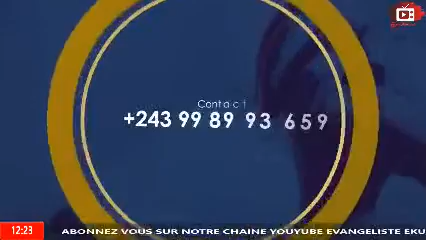 Contact
+243 99 89 93 659
12:23
ABONNEZ VOUS SUR NOTRE CHAINE YOUYUBE EVANGELISTE EKU